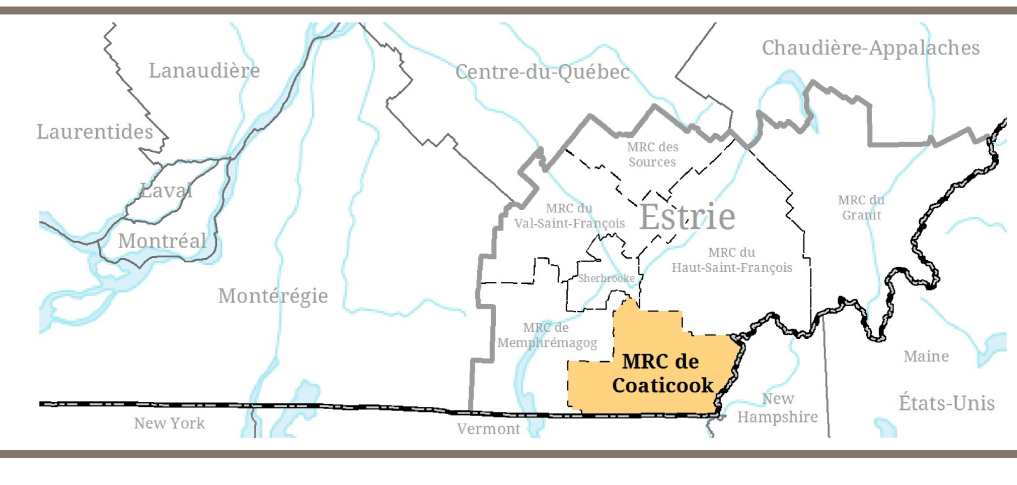 Chaudière-Appalaches
Lanaudière
Centre-du-Québec
Laurentides
MRC des
Sources
Laval
MRC du
Granit
MRC du
Val-Saint-François
Estrie
Montréal
MRC du
Haut-Saint-François
Sherbrooke
Montérégie
MRC de
Memphrémagog
MRC de
Coaticook
Maine
New
Hampshire
États-Unis
New York
Vermont